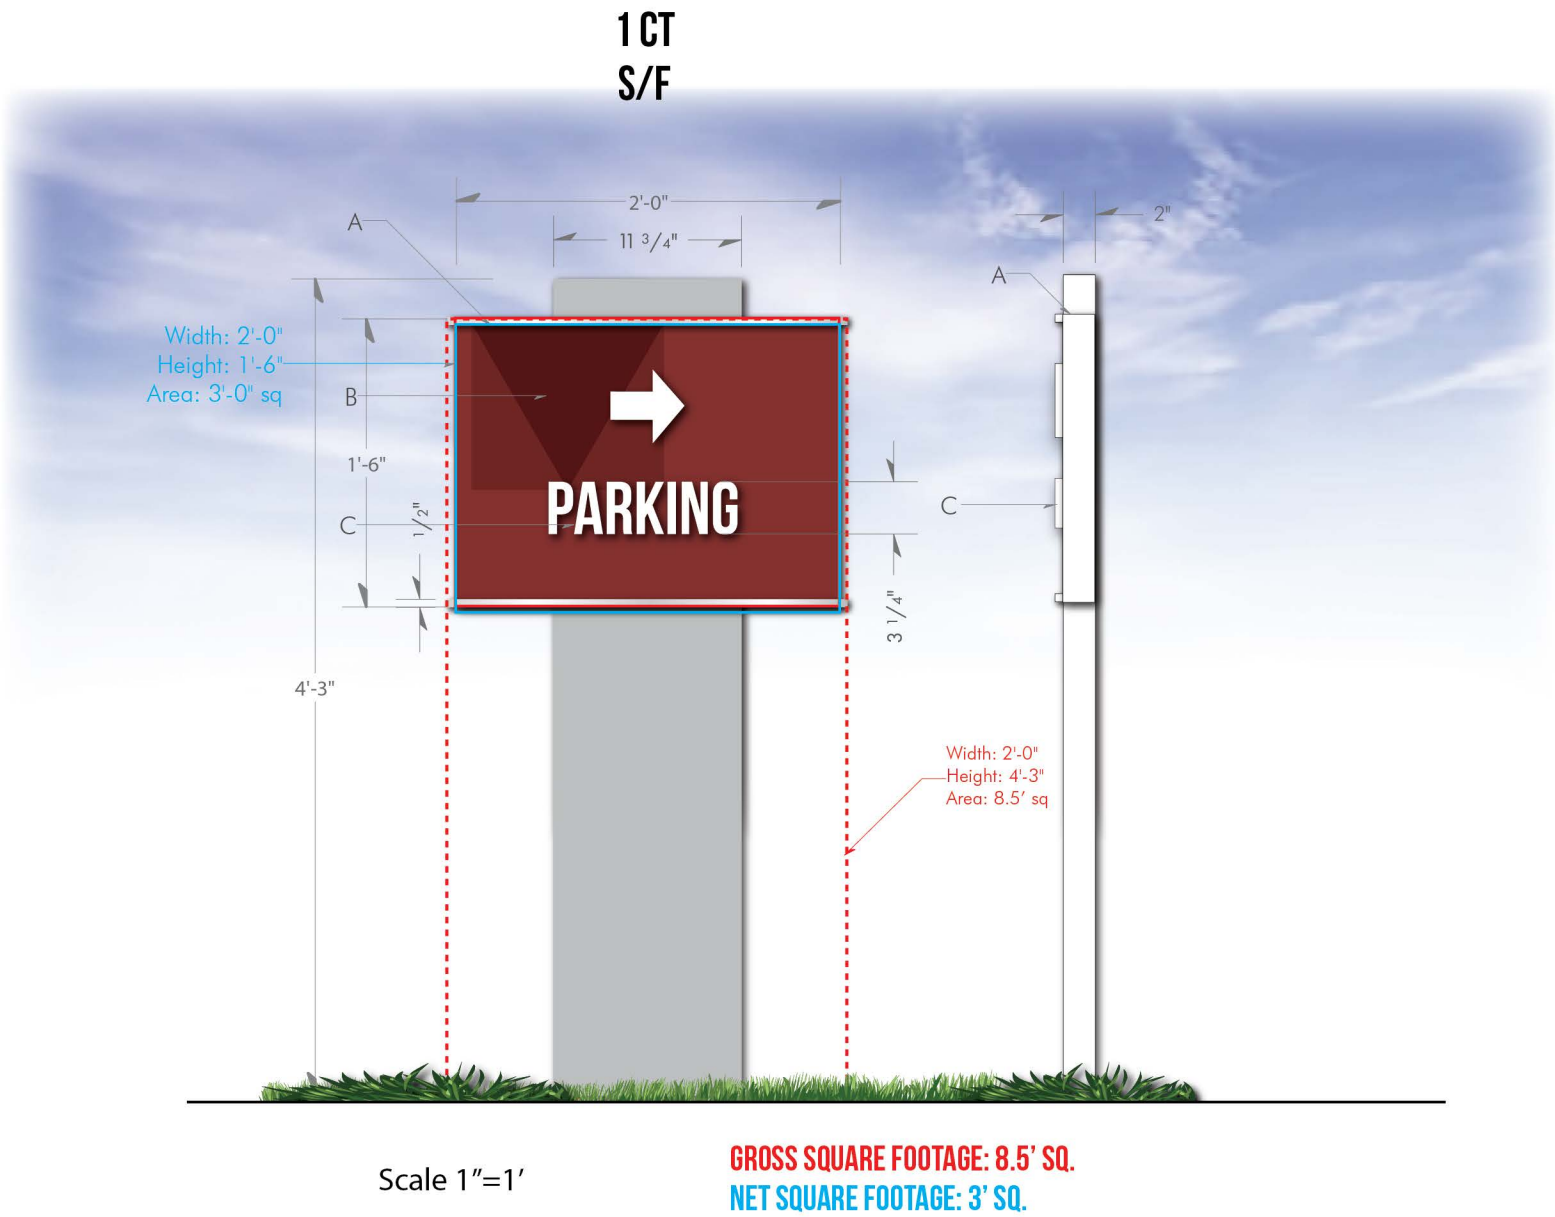 1 CT
S/F
2'-0"
2"
A
11 3/4"
A
Width: 2'-0"
Height: 1'-6"
Area: 3'-0" sq
B
1'-6"
PARKING
C
C
1/2"
3 1/4"
4'-3"
Width: 2'-0"
Height: 4'-3"
Area: 8.5' sq
Scale 1"=1'
GROSS SQUARE FOOTAGE: 8.5' SQ.
NET SQUARE FOOTAGE: 3' SQ.